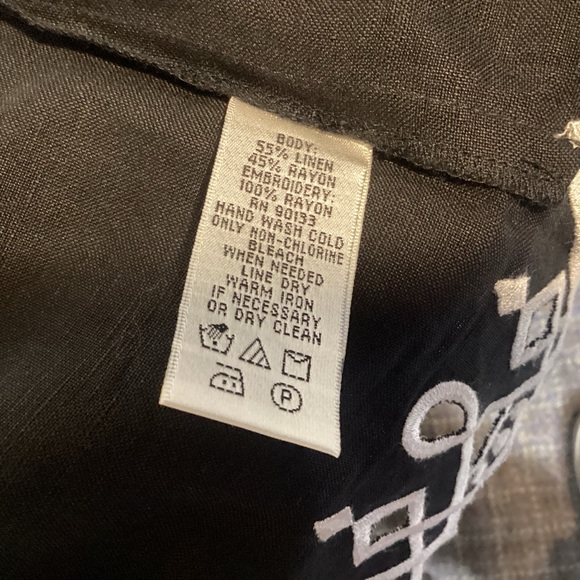 BODY:
55% LINEN
45% RAYON
EMBROIDERY:
100% RAYON
RN 90133
HAND WASH COLD
ONLY NON-CHLORINE
BLEACH
WHEN NEEDED
LINE DRY
WARM IRON
IF NECESSARY
OR DRY CLEAN
P